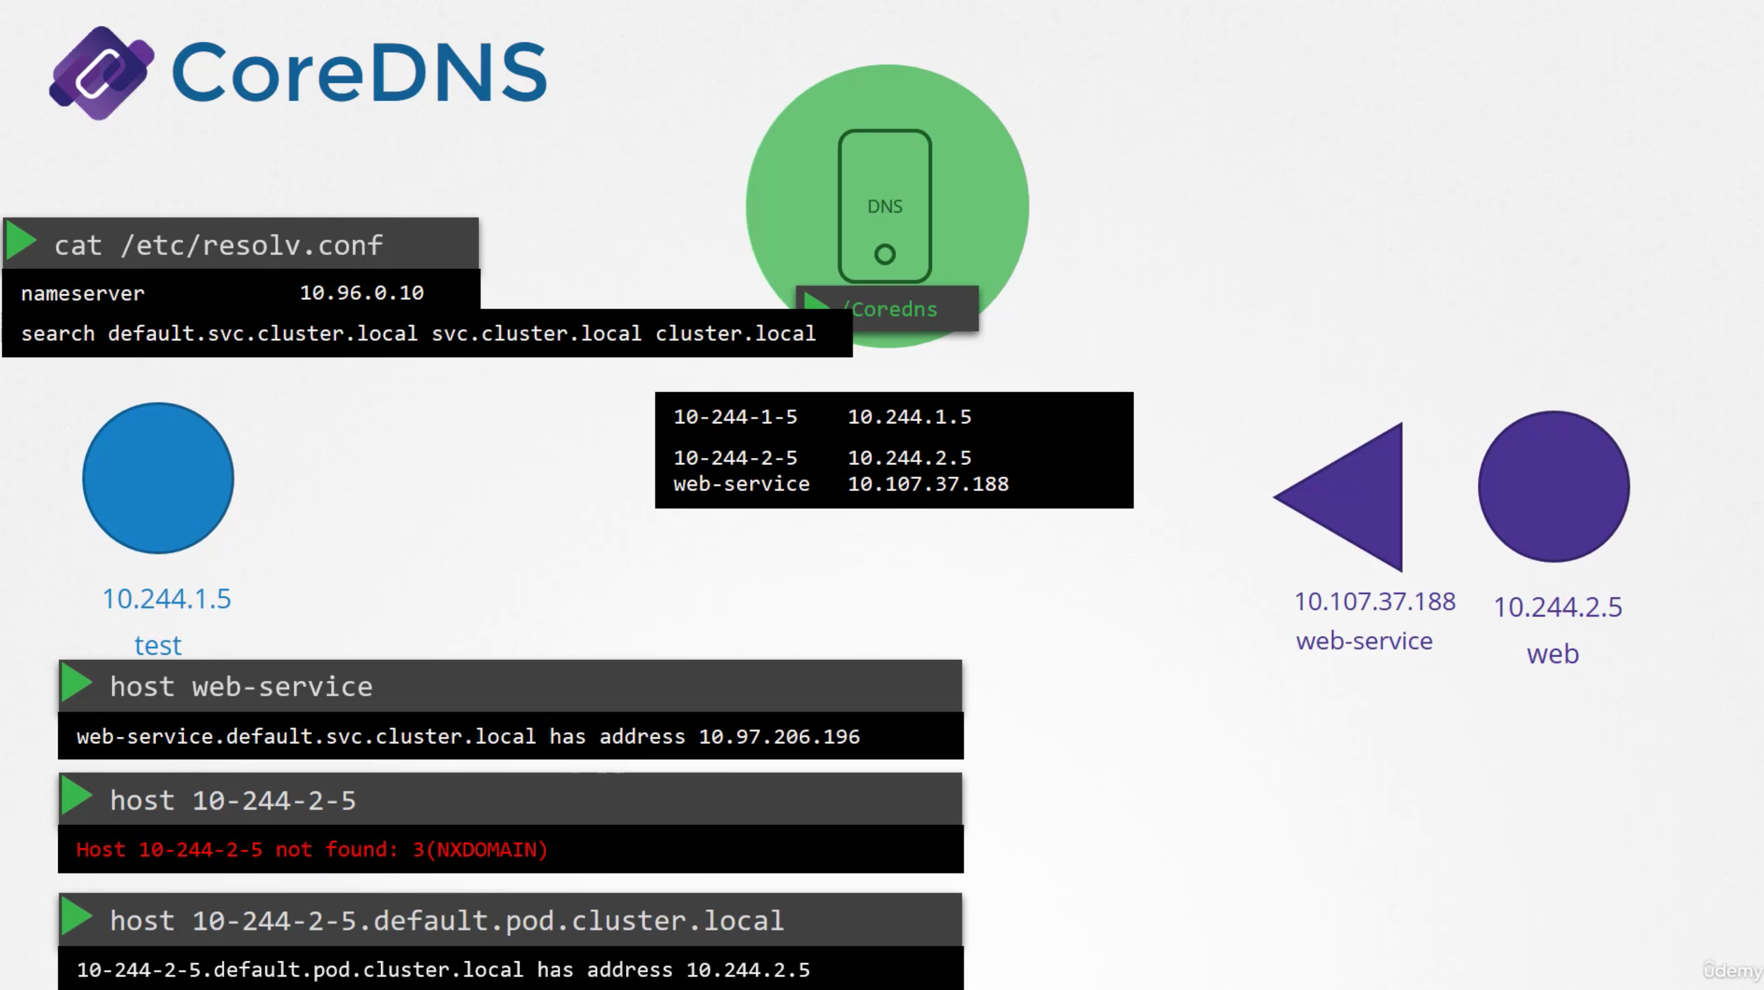 CoreDNS
DNS
/Coredns
cat /etc/resolv.conf
nameserver 10.96.0.10
search default.svc.cluster.local svc.cluster.local cluster.local
10-244-1-5 10.244.1.5
10-244-2-5 10.244.2.5
web-service 10.107.37.188
10.244.1.5
test
10.107.37.188
web-service
10.244.2.5
web
host web-service
web-service.default.svc.cluster.local has address 10.97.206.196
host 10-244-2-5
Host 10-244-2-5 not found: 3(NXDOMAIN)
host 10-244-2-5.default.pod.cluster.local
10-244-2-5.default.pod.cluster.local has address 10.244.2.5
ûdemy